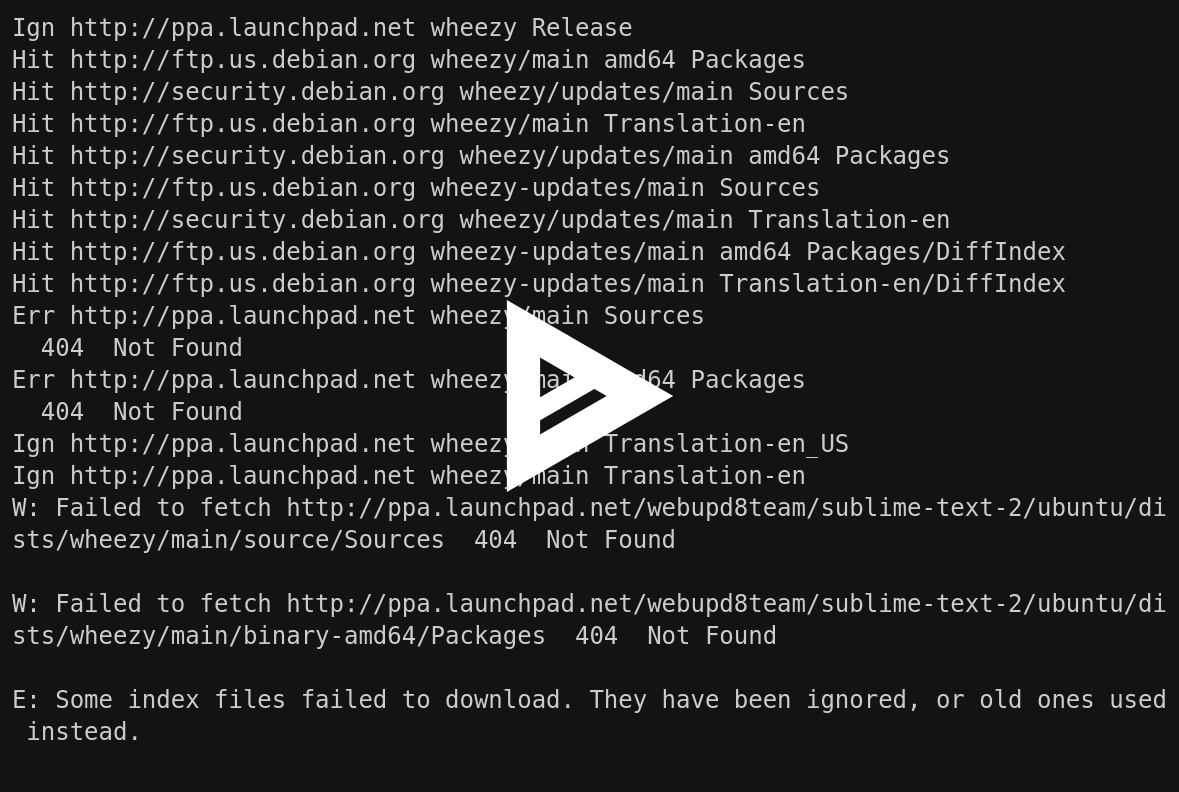 Ign http://ppa.launchpad.net wheezy Release
Hit http://ftp.us.debian.org wheezy/main amd64 Packages
Hit http://security.debian.org wheezy/updates/main Sources
Hit http://ftp.us.debian.org wheezy/main Translation-en
Hit http://security.debian.org wheezy/updates/main amd64 Packages
Hit http://ftp.us.debian.org wheezy-updates/main Sources
Hit http://security.debian.org wheezy/updates/main Translation-en
Hit http://ftp.us.debian.org wheezy-updates/main amd64 Packages/DiffIndex
Hit http://ftp.us.debian.org wheezy-updates/main Translation-en/DiffIndex
Err http://ppa.launchpad.net wheezy/main Sources
  404  Not Found
Err http://ppa.launchpad.net wheezy/main amd64 Packages
  404  Not Found
Ign http://ppa.launchpad.net wheezy/main Translation-en_US
Ign http://ppa.launchpad.net wheezy/main Translation-en
W: Failed to fetch http://ppa.launchpad.net/webupd8team/sublime-text-2/ubuntu/di
sts/wheezy/main/source/Sources  404  Not Found
W: Failed to fetch http://ppa.launchpad.net/webupd8team/sublime-text-2/ubuntu/di
sts/wheezy/main/binary-amd64/Packages  404  Not Found
E: Some index files failed to download. They have been ignored, or old ones used
 instead.